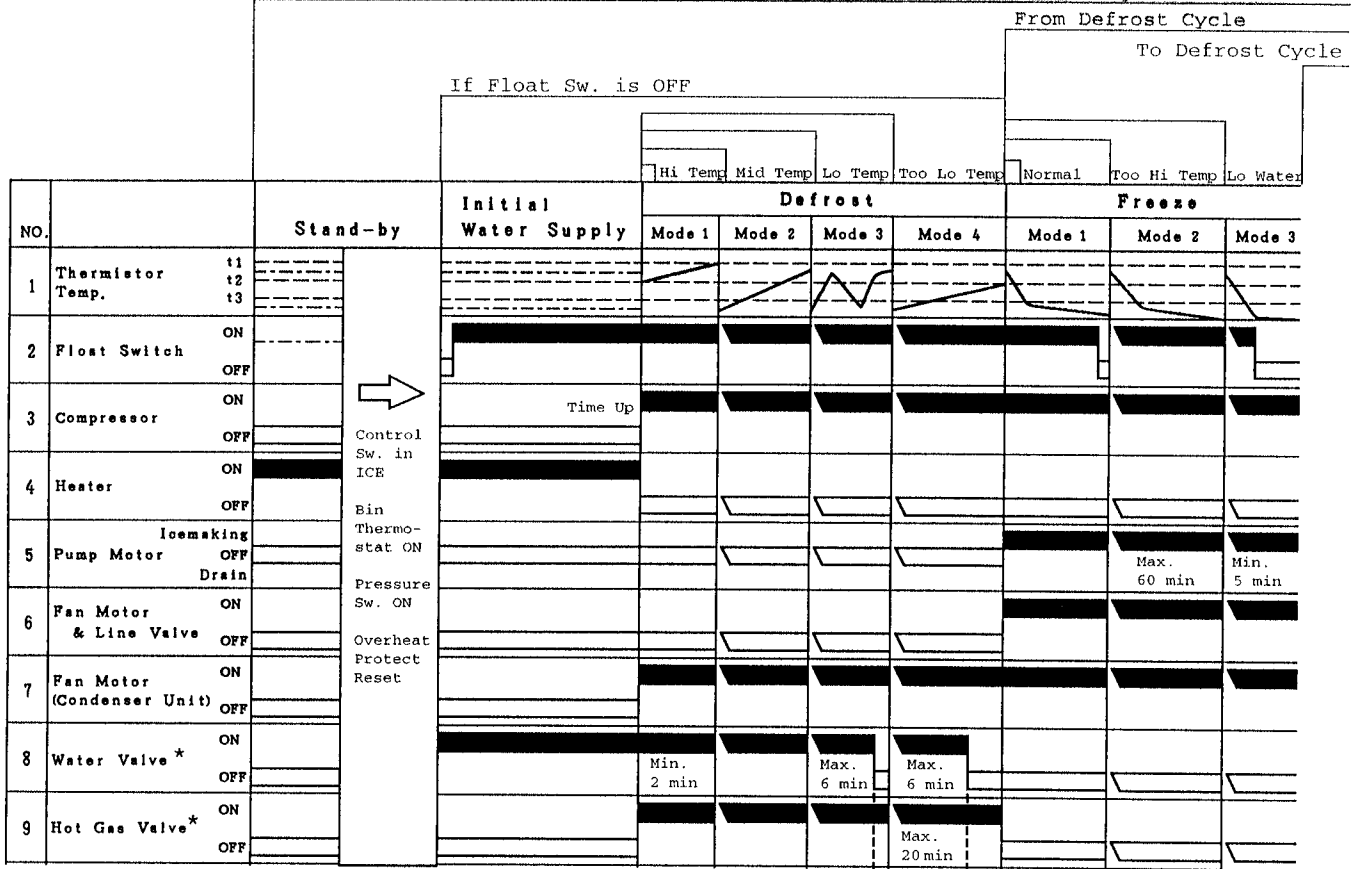 From Defrost Cycle
To Defrost Cycle
If Float Sw. is OFF
Hi Temp Mid Temp Lo Temp Too Lo Temp Normal Too Hi Temp Lo Water
NO. Stand-by Initial Water Supply Defrost Freeze
Mode 1 Mode 2 Mode 3 Mode 4 Mode 1 Mode 2 Mode 3
1 Thermistor Temp. t1 t2 t3
2 Float Switch ON OFF
3 Compressor ON OFF
Time Up
4 Heater ON OFF
5 Pump Motor Icemaking OFF Drain
Max. 60 min
Min. 5 min
6 Fan Motor & Line Valve ON OFF
7 Fan Motor (Condenser Unit) ON OFF
8 Water Valve* ON OFF
Min. 2 min
Max. 6 min
Max. 6 min
9 Hot Gas Valve* ON OFF
Max. 20 min
Control
Sw. in
ICE
Bin
Thermo-
stat ON
Pressure
Sw. ON
Overheat
Protect
Reset